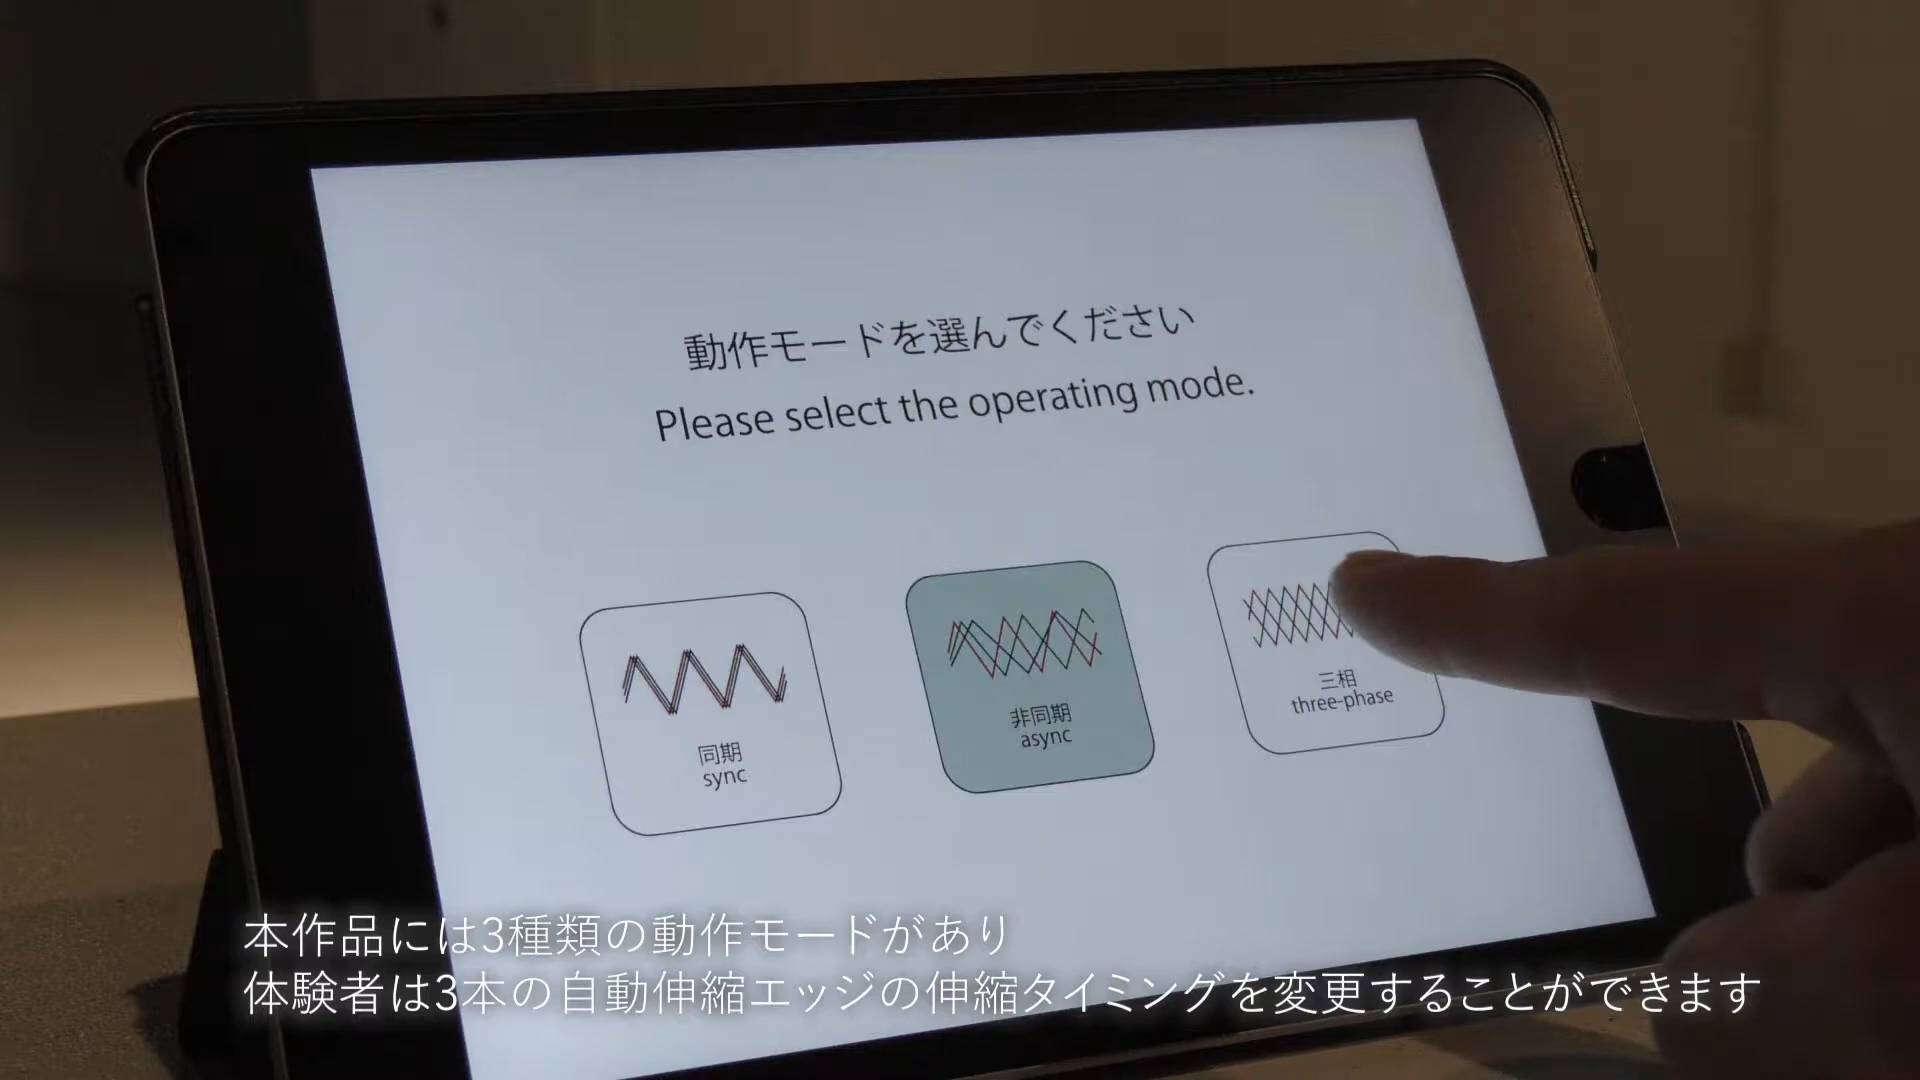 動作モードを選んでください
Please select the operating mode.
同期
sync
非同期
async
三相
three-phase
本作品には3種類の動作モードがあり
体験者は3本の自動伸縮エッジの伸縮タイミングを変更することができます